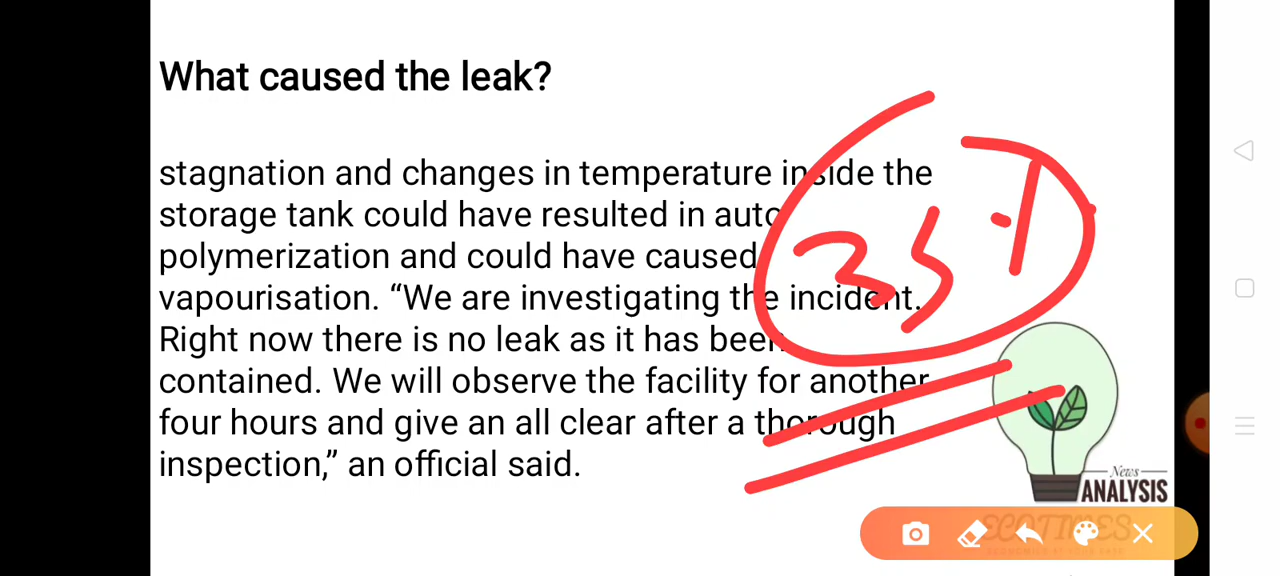 What caused the leak?
stagnation and changes in temperature inside the
storage tank could have resulted in auto
polymerization and could have caused
vapourisation. “We are investigating the incident.
Right now there is no leak as it has been
contained. We will observe the facility for another
four hours and give an all clear after a thorough
inspection,” an official said.
News
ANALYSIS
ECOTIMES